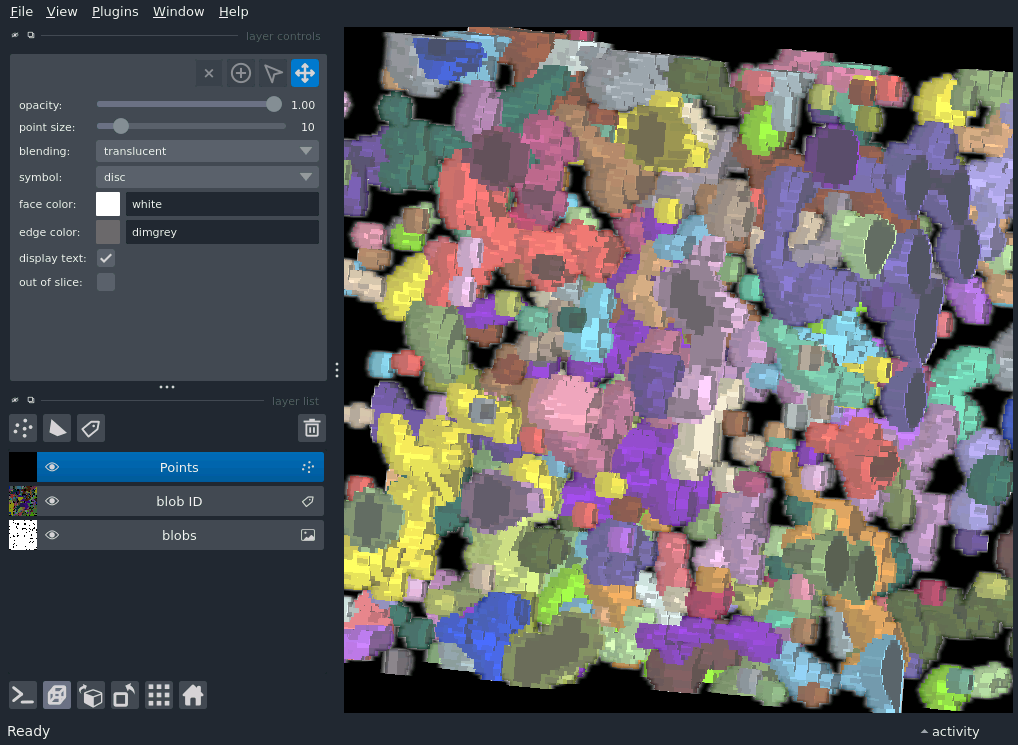 File View Plugins Window Help
layer controls
opacity: 1.00
point size: 10
blending: translucent
symbol: disc
face color: white
edge color: dimgrey
display text:
out of slice:
layer list
Points
blob ID
blobs
Ready activity